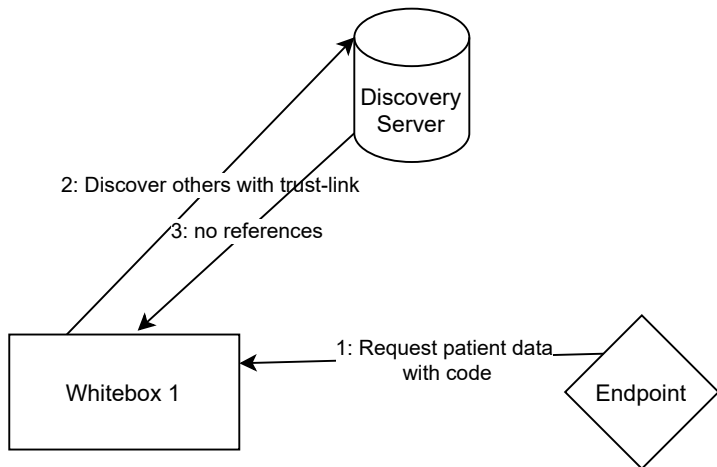 Discovery
Server
2: Discover others with trust-link
3: no references
1: Request patient data
with code
Whitebox 1
Endpoint